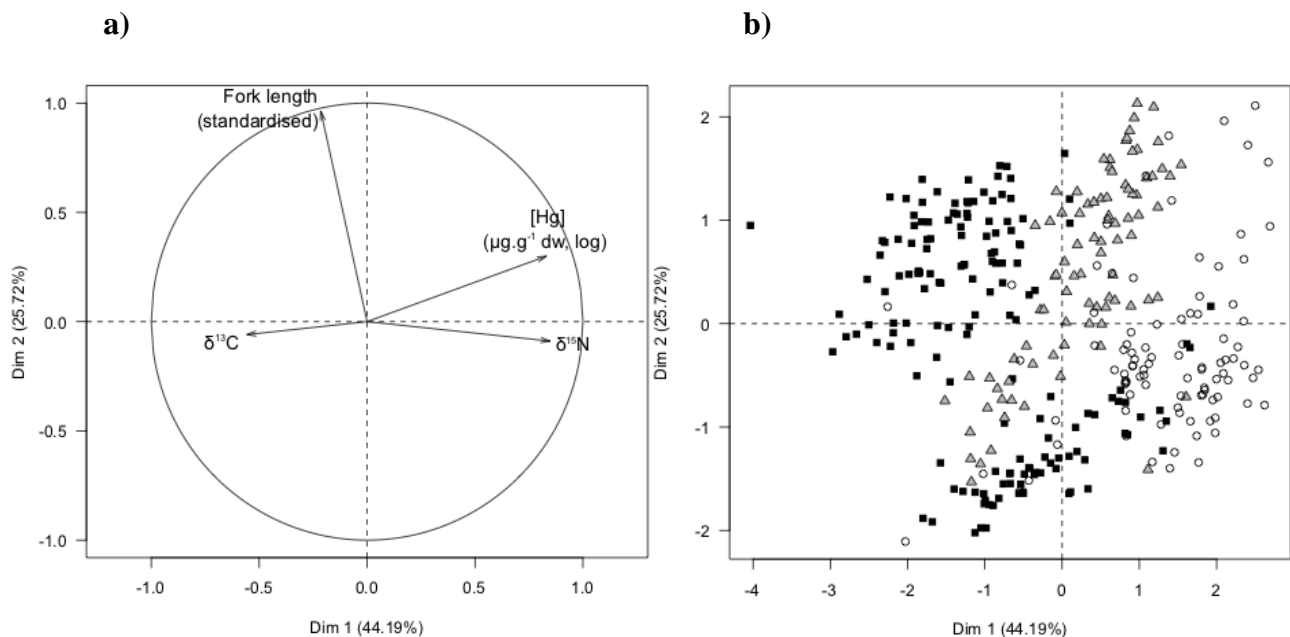 a)
Fork length
(standardised)
[Hg]
(µg.g⁻¹ dw, log)
δ¹³C
δ¹⁵N
1.0
0.5
0.0
-0.5
-1.0
Dim 2 (25.72%)
-1.0
-0.5
0.0
0.5
1.0
Dim 1 (44.19%)
b)
2
1
0
-1
-2
Dim 2 (25.72%)
-4
-3
-2
-1
0
1
2
Dim 1 (44.19%)